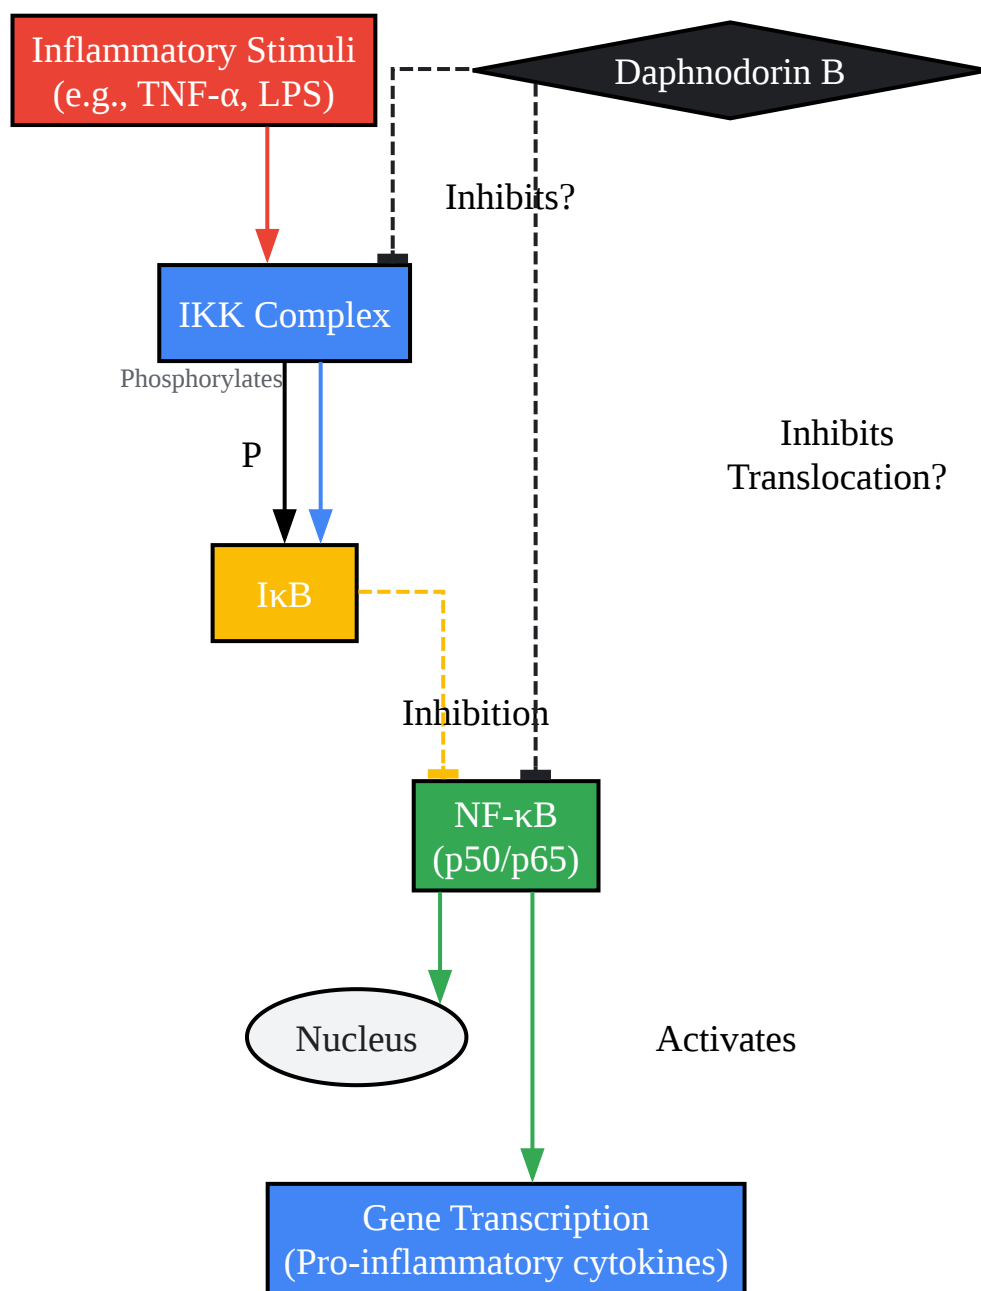 Inflammatory Stimuli
(e.g., TNF-α, LPS)
Daphnodorin B
Inhibits?
IKK Complex
Phosphorylates
P
Inhibits
Translocation?
IκB
Inhibition
NF-κB
(p50/p65)
Nucleus
Activates
Gene Transcription
(Pro-inflammatory cytokines)